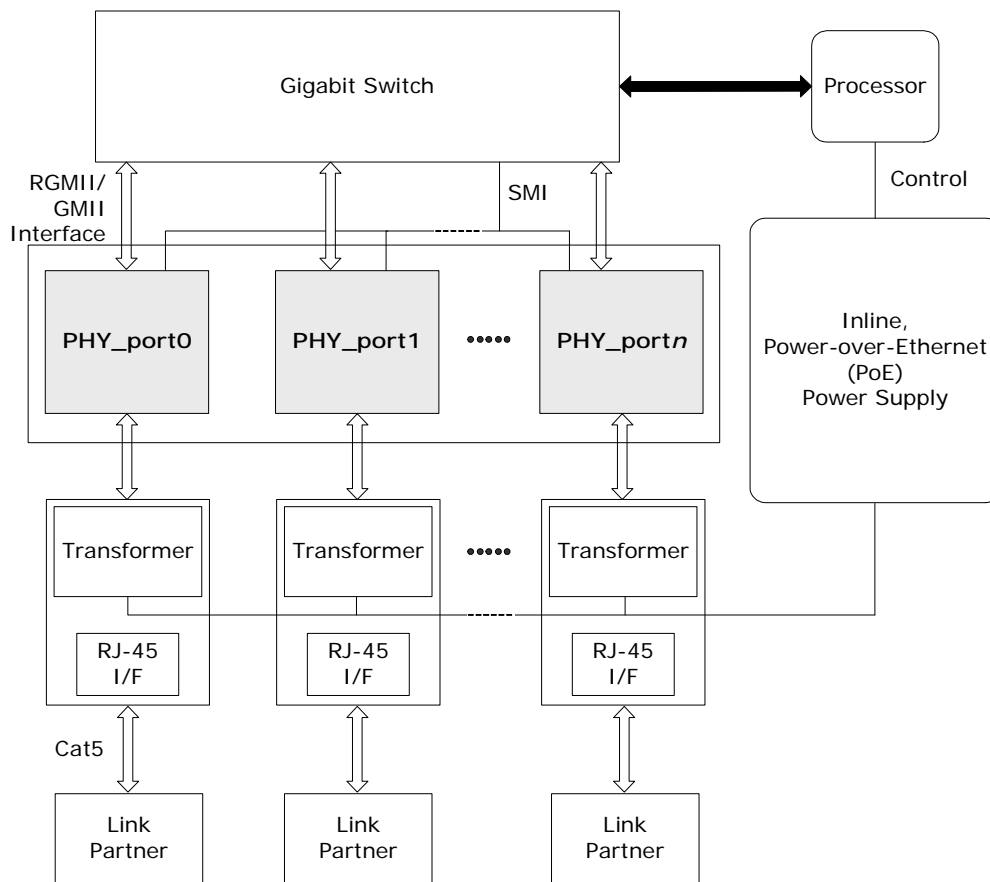 Gigabit Switch
Processor
RGMII/
GMII
Interface
SMI
Control
PHY_port0
PHY_port1
PHY_portn
Inline,
Power-over-Ethernet
(PoE)
Power Supply
Transformer
Transformer
Transformer
RJ-45
I/F
RJ-45
I/F
RJ-45
I/F
Cat5
Link
Partner
Link
Partner
Link
Partner